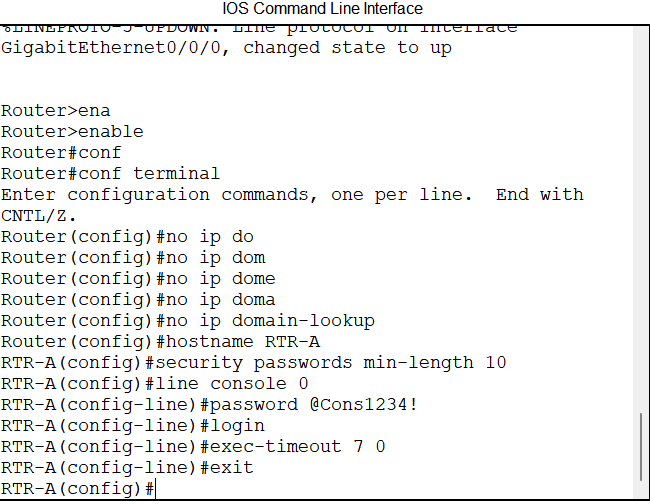 IOS Command Line Interface
%LINEPROTO-5-UPDOWN: Line protocol on Interface
GigabitEthernet0/0/0, changed state to up
Router>ena
Router>enable
Router#conf
Router#conf terminal
Enter configuration commands, one per line.  End with
CNTL/Z.
Router(config)#no ip do
Router(config)#no ip dom
Router(config)#no ip dome
Router(config)#no ip doma
Router(config)#no ip domain-lookup
Router(config)#hostname RTR-A
RTR-A(config)#security passwords min-length 10
RTR-A(config)#line console 0
RTR-A(config-line)#password @Cons1234!
RTR-A(config-line)#login
RTR-A(config-line)#exec-timeout 7 0
RTR-A(config-line)#exit
RTR-A(config)#